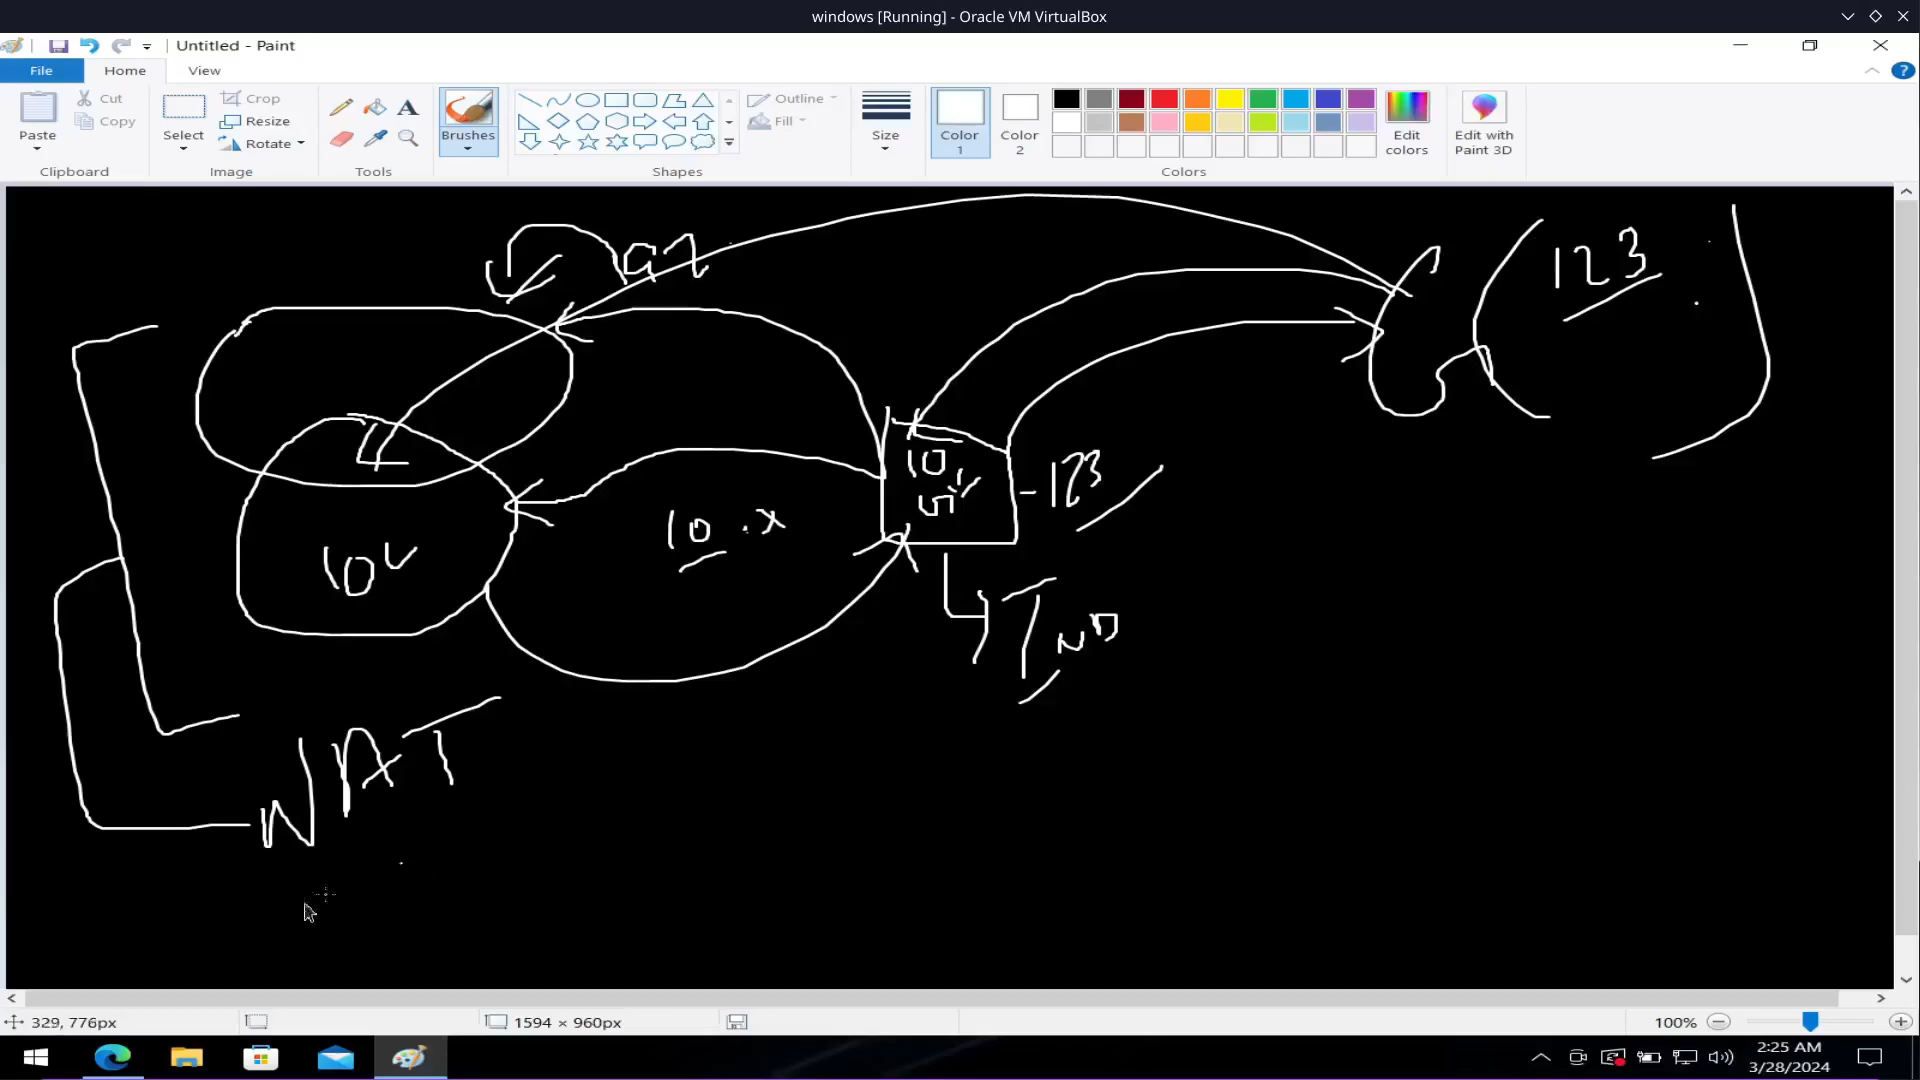 windows [Running] - Oracle VM VirtualBox
Untitled - Paint
File
Home
View
Paste
Cut
Copy
Clipboard
Select
Crop
Resize
Rotate
Image
A
Tools
Brushes
Shapes
Outline
Fill
Size
Color
1
Color
2
Edit
colors
Colors
Edit with
Paint 3D
?
123
10
- 123
10 . x
10
NAT
329, 776px
1594 × 960px
100%
2:25 AM
3/28/2024